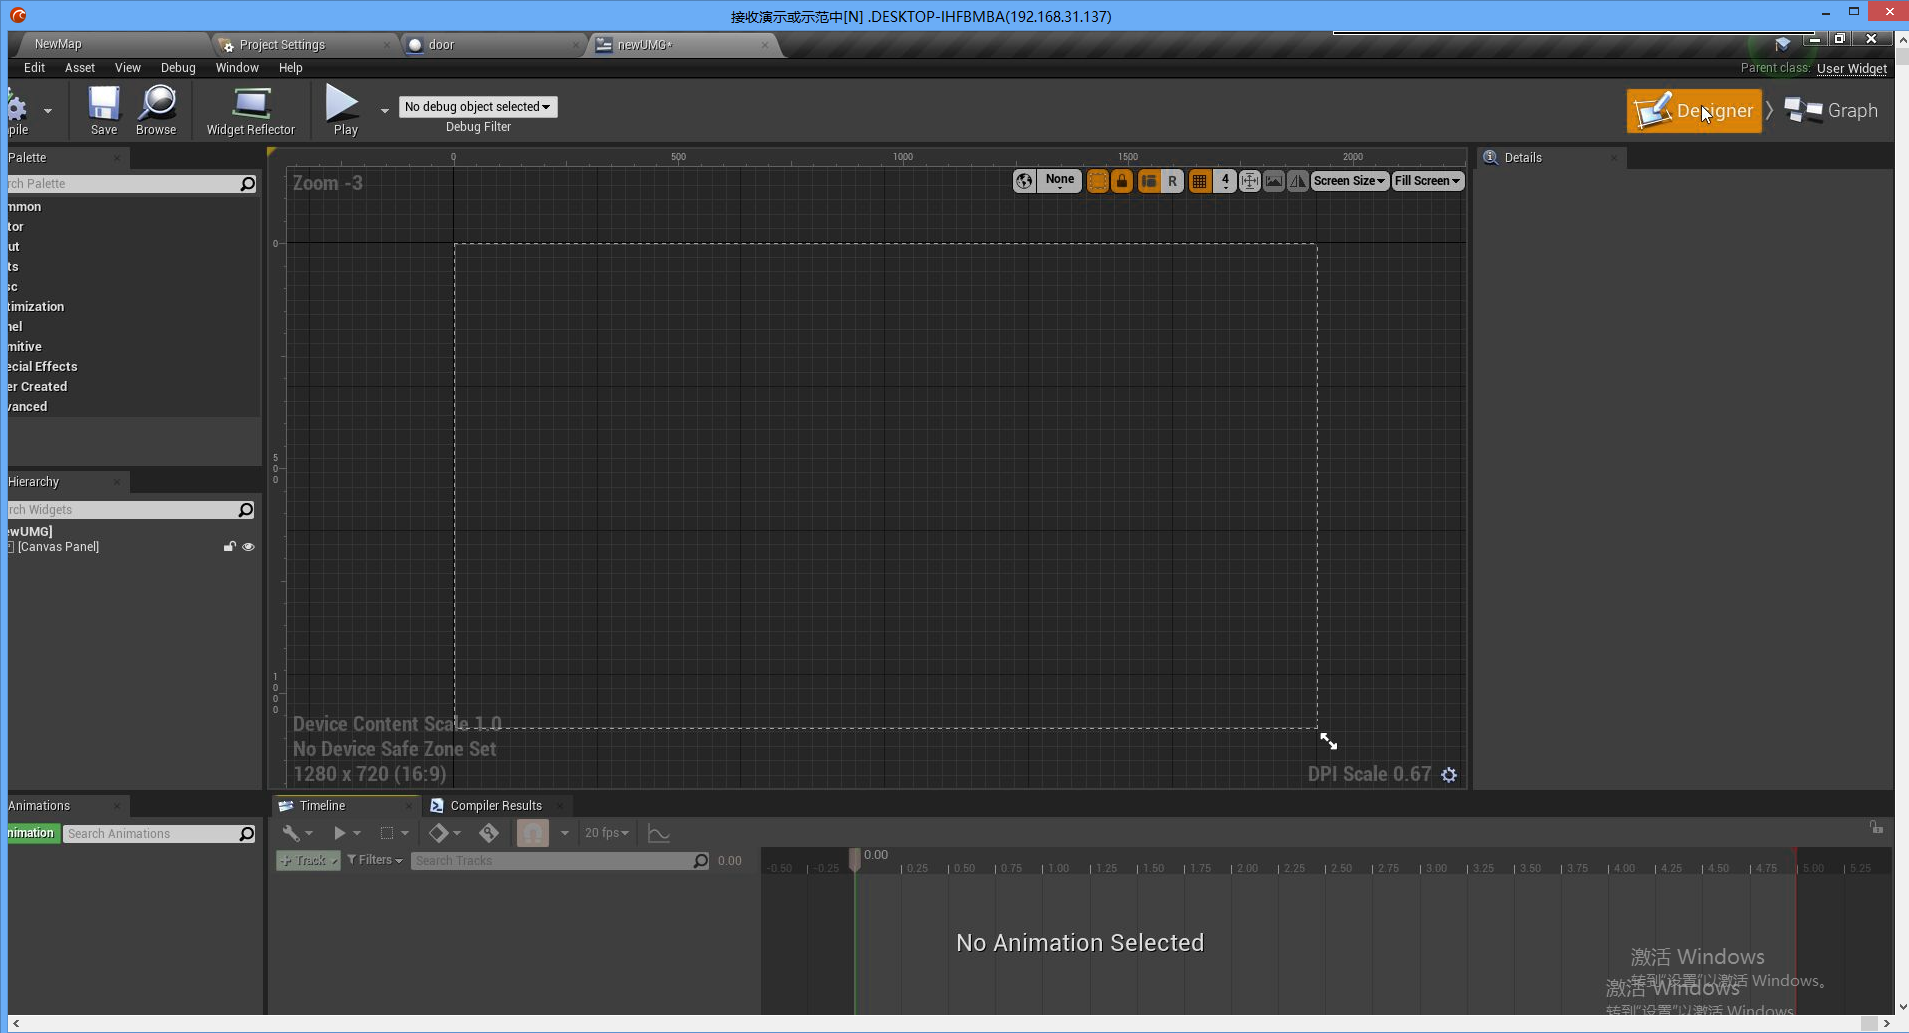 接收演示或示范中[N] .DESKTOP-IHFBMBA(192.168.31.137)
NewMap
Project Settings
door
newUMG*
Edit Asset View Debug Window Help
Parent class: User Widget
pile
Save
Browse
Widget Reflector
Play
No debug object selected
Debug Filter
Designer
Graph
Palette
rch Palette
mmon
tor
ut
ts
sc
timization
nel
mitive
ecial Effects
er Created
vanced
Hierarchy
rch Widgets
ewUMG]
[Canvas Panel]
0 500 1000 1500 2000
Zoom -3
None
R
4
Screen Size
Fill Screen
0
500
1000
Device Content Scale 1.0
No Device Safe Zone Set
1280 x 720 (16:9)
DPI Scale 0.67
Details
Animations
nimation
Search Animations
Timeline
Compiler Results
20 fps
+ Track
Filters
Search Tracks
0.00
0.00
-0.50 -0.25 0.25 0.50 0.75 1.00 1.25 1.50 1.75 2.00 2.25 2.50 2.75 3.00 3.25 3.50 3.75 4.00 4.25 4.50 4.75 5.00 5.25
No Animation Selected
激活 Windows
转到"设置"以激活 Windows。
激活 Windows
转到"设置"以激活 Windows